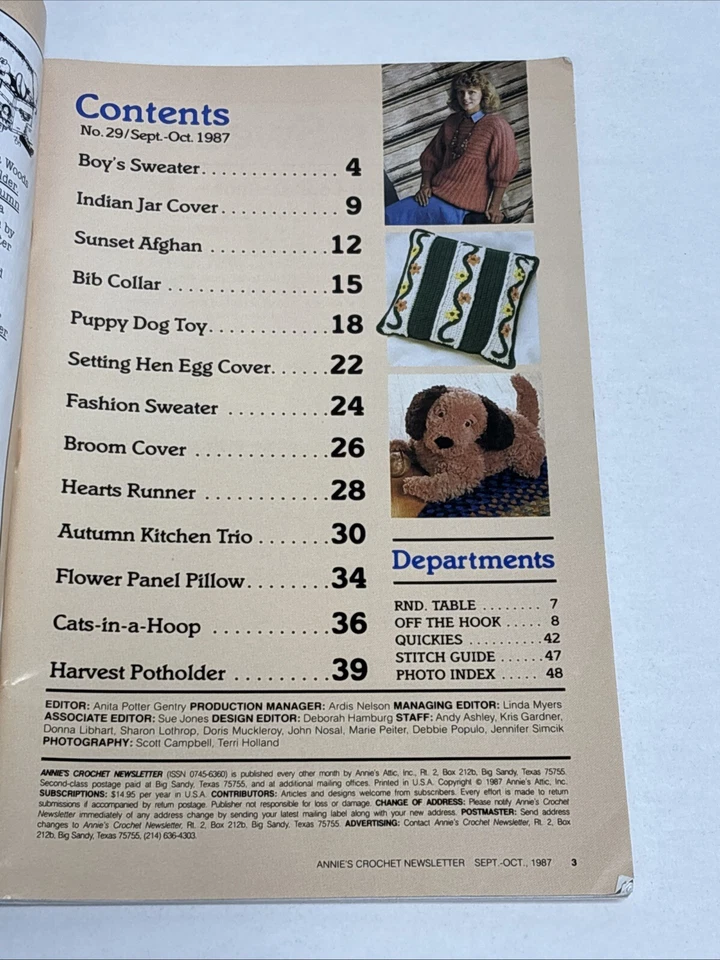 Contents
No. 29/Sept.-Oct. 1987
Boy's Sweater. . . . . . . . . . . . . . 4
Indian Jar Cover. . . . . . . . . . . . 9
Sunset Afghan . . . . . . . . . . . . 12
Bib Collar . . . . . . . . . . . . . . . . 15
Puppy Dog Toy. . . . . . . . . . . . 18
Setting Hen Egg Cover. . . . . . 22
Fashion Sweater . . . . . . . . . . 24
Broom Cover . . . . . . . . . . . . . 26
Hearts Runner . . . . . . . . . . . . 28
Autumn Kitchen Trio . . . . . . . 30
Flower Panel Pillow. . . . . . . . 34
Cats-in-a-Hoop . . . . . . . . . . . 36
Harvest Potholder . . . . . . . . . 39
Departments
RND. TABLE . . . . . . . . 7
OFF THE HOOK . . . . . 8
QUICKIES . . . . . . . . . . 42
STITCH GUIDE . . . . . . 47
PHOTO INDEX . . . . . 48
EDITOR: Anita Potter Gentry PRODUCTION MANAGER: Ardis Nelson MANAGING EDITOR: Linda Myers
ASSOCIATE EDITOR: Sue Jones DESIGN EDITOR: Deborah Hamburg STAFF: Andy Ashley, Kris Gardner,
Donna Libhart, Sharon Lothrop, Doris Muckleroy, John Nosal, Marie Peiter, Debbie Populo, Jennifer Simcik
PHOTOGRAPHY: Scott Campbell, Terri Holland
ANNIE'S CROCHET NEWSLETTER (ISSN 0745-6360) is published every other month by Annie's Attic, Inc., Rt. 2, Box 212b, Big Sandy, Texas 75755.
Second-class postage paid at Big Sandy, Texas 75755, and at additional mailing offices. Printed in U.S.A. Copyright © 1987 Annie's Attic, Inc.
SUBSCRIPTIONS: $14.95 per year in U.S.A. CONTRIBUTORS: Articles and designs welcome from subscribers. Every effort is made to return
submissions if accompanied by return postage. Publisher not responsible for loss or damage. CHANGE OF ADDRESS: Please notify Annie's Crochet
Newsletter immediately of any address change by sending your latest mailing label along with your new address. POSTMASTER: Send address
changes to Annie's Crochet Newsletter, Rt. 2, Box 212b, Big Sandy, Texas 75755. ADVERTISING: Contact Annie's Crochet Newsletter, Rt. 2, Box
212b, Big Sandy, Texas 75755, (214) 636-4303.
ANNIE'S CROCHET NEWSLETTER SEPT.-OCT., 1987 3
Woods
by